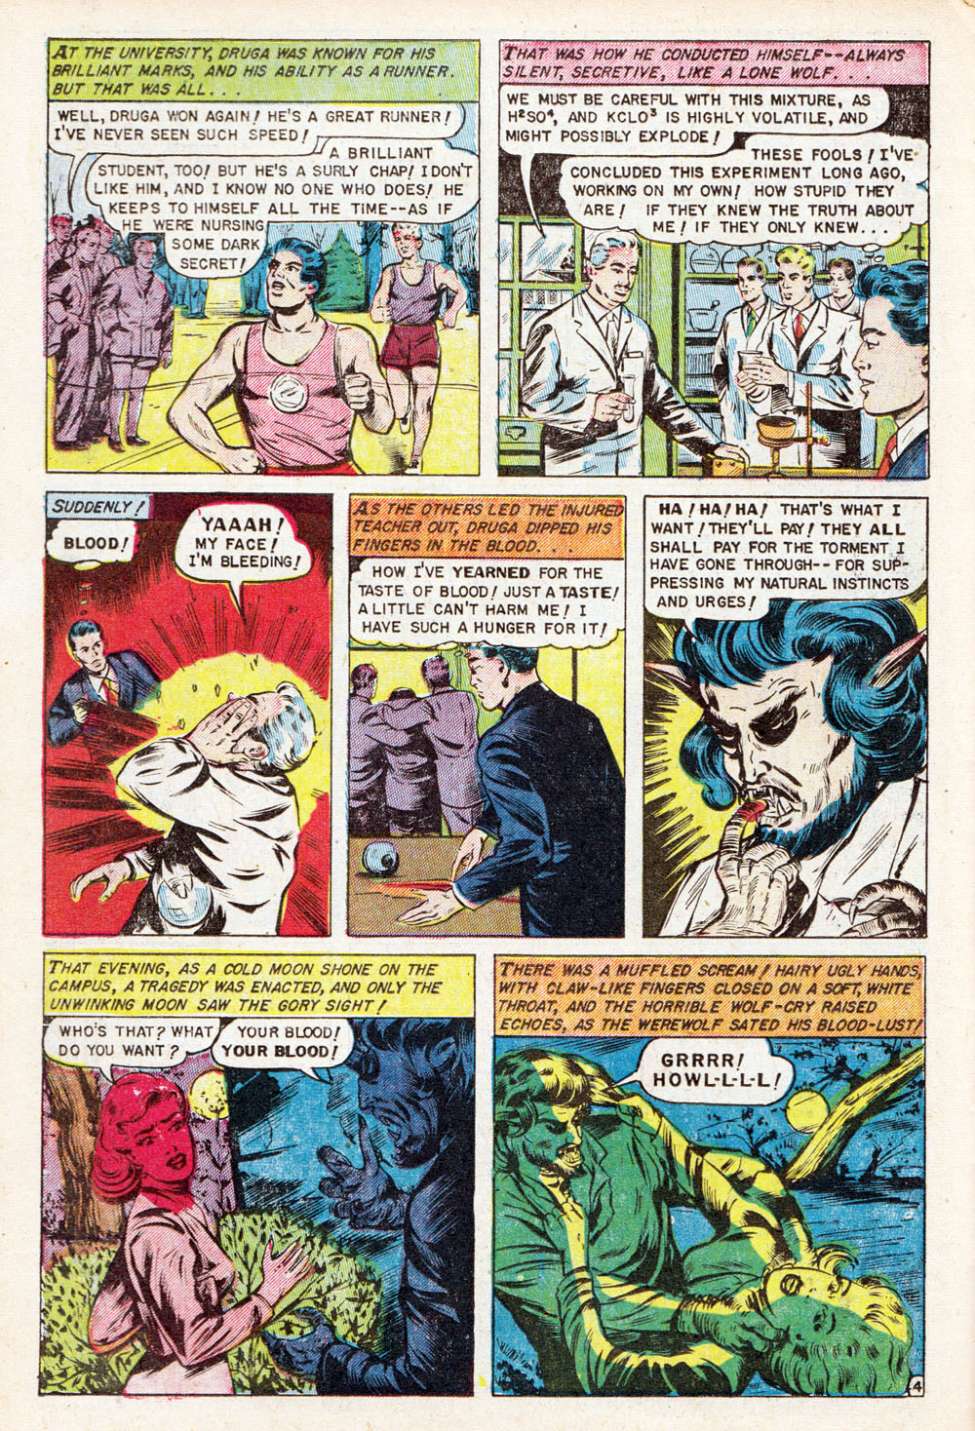 AT THE UNIVERSITY, DRUGA WAS KNOWN FOR HIS
BRILLIANT MARKS, AND HIS ABILITY AS A RUNNER.
BUT THAT WAS ALL...
WELL, DRUGA WON AGAIN! HE'S A GREAT RUNNER!
I'VE NEVER SEEN SUCH SPEED!
A BRILLIANT
STUDENT, TOO! BUT HE'S A SURLY CHAP! I DON'T
LIKE HIM, AND I KNOW NO ONE WHO DOES! HE
KEEPS TO HIMSELF ALL THE TIME--AS IF
HE WERE NURSING
SOME DARK
SECRET!
THAT WAS HOW HE CONDUCTED HIMSELF--ALWAYS
SILENT, SECRETIVE, LIKE A LONE WOLF...
WE MUST BE CAREFUL WITH THIS MIXTURE, AS
H²SO⁴, AND KCLO³ IS HIGHLY VOLATILE, AND
MIGHT POSSIBLY EXPLODE!
THESE FOOLS! I'VE
CONCLUDED THIS EXPERIMENT LONG AGO,
WORKING ON MY OWN! HOW STUPID THEY
ARE! IF THEY KNEW THE TRUTH ABOUT
ME! IF THEY ONLY KNEW...
SUDDENLY!
BLOOD!
YAAAH!
MY FACE!
I'M BLEEDING!
AS THE OTHERS LED THE INJURED
TEACHER OUT, DRUGA DIPPED HIS
FINGERS IN THE BLOOD...
HOW I'VE YEARNED FOR THE
TASTE OF BLOOD! JUST A TASTE!
A LITTLE CAN'T HARM ME! I
HAVE SUCH A HUNGER FOR IT!
HA! HA! HA! THAT'S WHAT I
WANT! THEY'LL PAY! THEY ALL
SHALL PAY FOR THE TORMENT I
HAVE GONE THROUGH--FOR SUP-
PRESSING MY NATURAL INSTINCTS
AND URGES!
THAT EVENING, AS A COLD MOON SHONE ON THE
CAMPUS, A TRAGEDY WAS ENACTED, AND ONLY THE
UNWINKING MOON SAW THE GORY SIGHT!
WHO'S THAT? WHAT
DO YOU WANT?
YOUR BLOOD!
YOUR BLOOD!
THERE WAS A MUFFLED SCREAM! HAIRY UGLY HANDS,
WITH CLAW-LIKE FINGERS CLOSED ON A SOFT, WHITE
THROAT, AND THE HORRIBLE WOLF-CRY RAISED
ECHOES, AS THE WEREWOLF SATED HIS BLOOD-LUST!
GRRRR!
HOWL-L-L-L!
4